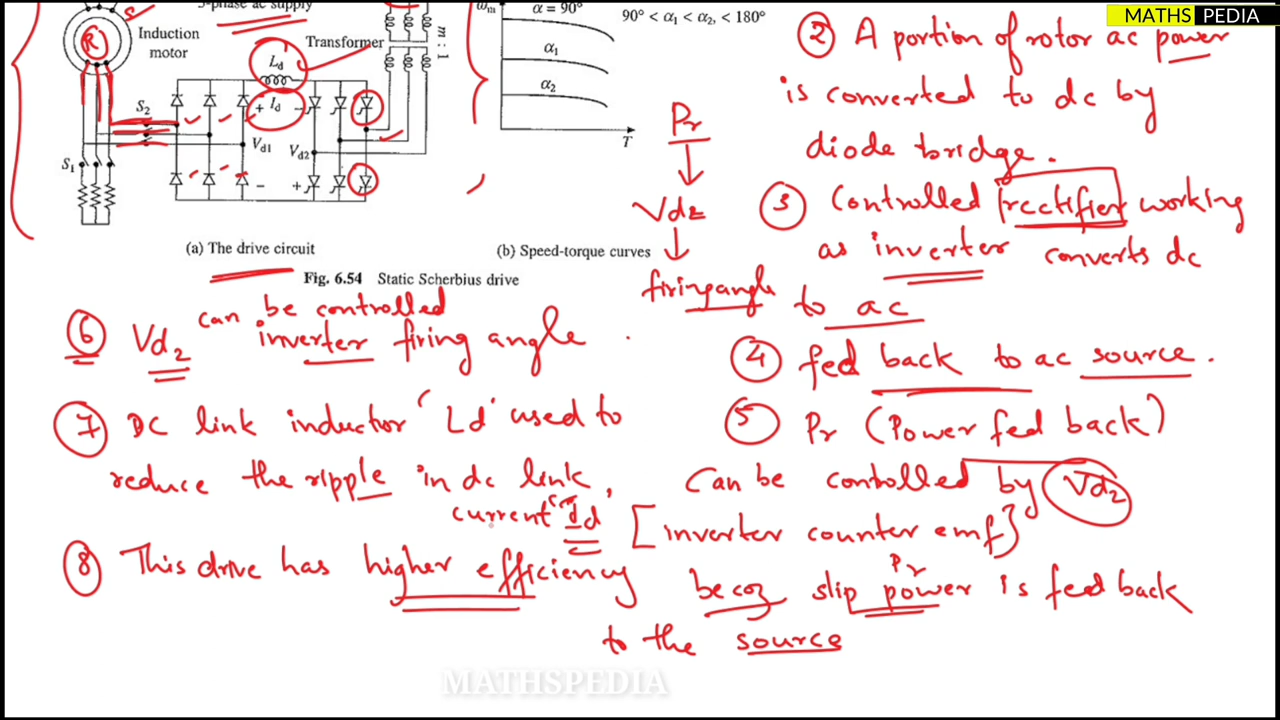 MATHS PEDIA
3-phase ac supply
S
R
Induction
motor
Transformer
m : 1
Ld
Id
+ −
S2
Vd1
Vd2
S1
−
+
ωm
α = 90°
90° < α1 < α2, < 180°
α1
α2
T
(a) The drive circuit
(b) Speed-torque curves
Fig. 6.54 Static Scherbius drive
Pr
Vd2
firing angle
② A portion of rotor ac power
is converted to dc by
diode bridge.
③ Controlled rectifier working
as inverter converts dc
to ac
④ fed back to ac source.
⑤ Pr (Power fed back)
Can be controlled by Vd2
[inverter counter emf]
⑥ Vd2 can be controlled
inverter firing angle
⑦ DC link inductor 'Ld' used to
reduce the ripple in dc link,
current "Id'
⑧ This drive has higher efficiency becoz slip power is feed back
Pr
to the source
MATHSPEDIA